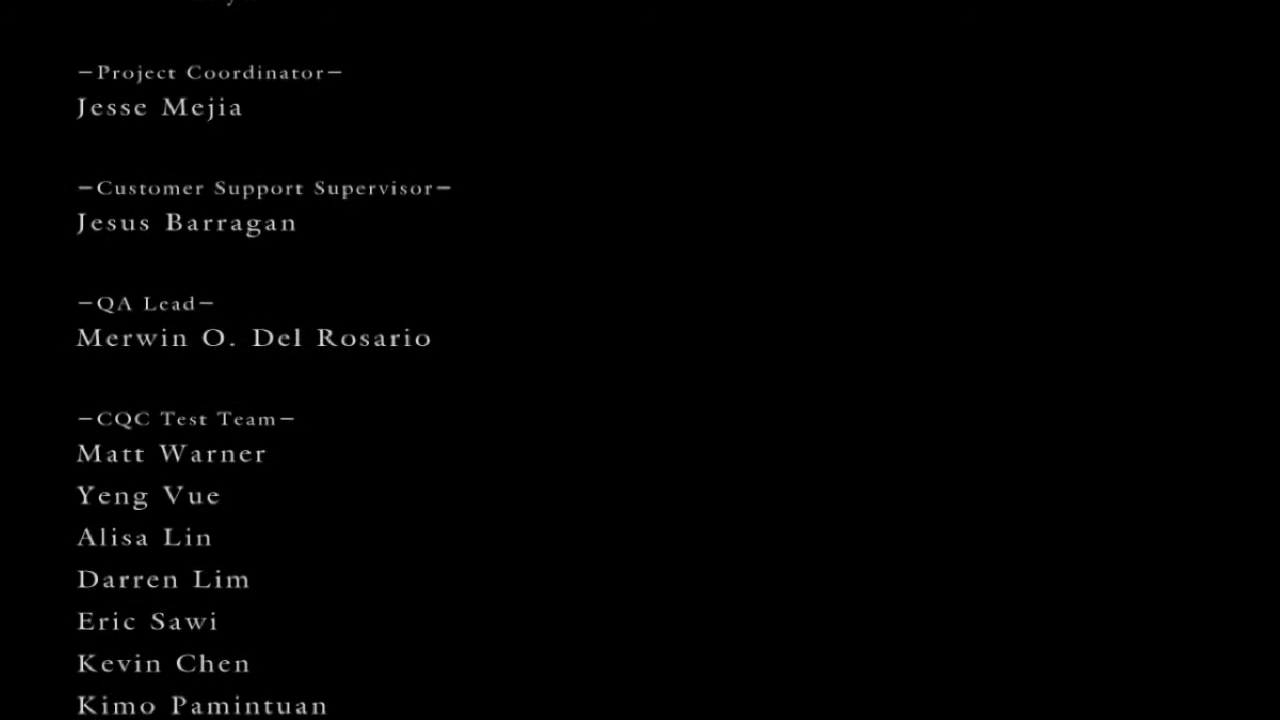 —Project Coordinator—
Jesse Mejia
—Customer Support Supervisor—
Jesus Barragan
—QA Lead—
Merwin O. Del Rosario
—CQC Test Team—
Matt Warner
Yeng Vue
Alisa Lin
Darren Lim
Eric Sawi
Kevin Chen
Kimo Pamintuan